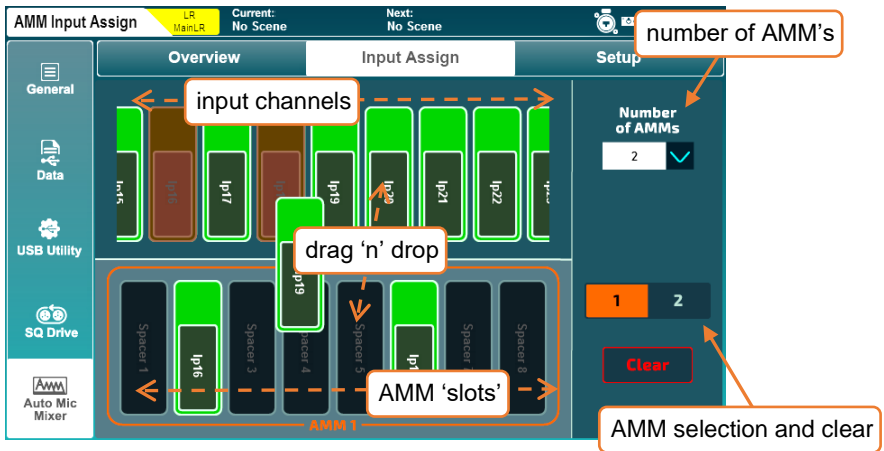 AMM Input Assign
LR
MainLR
Current:
No Scene
Next:
No Scene
number of AMM's
Overview
Input Assign
Setup
General
Data
USB Utility
SQ Drive
Auto Mic
Mixer
input channels
Number
of AMMs
2
Ip15
Ip16
Ip17
Ip19
Ip20
Ip21
Ip22
Ip19
drag ‘n’ drop
Spacer 1
Ip16
Spacer 3
Spacer 4
Spacer 5
Spacer 8
AMM ‘slots’
AMM 1
1
2
Clear
AMM selection and clear